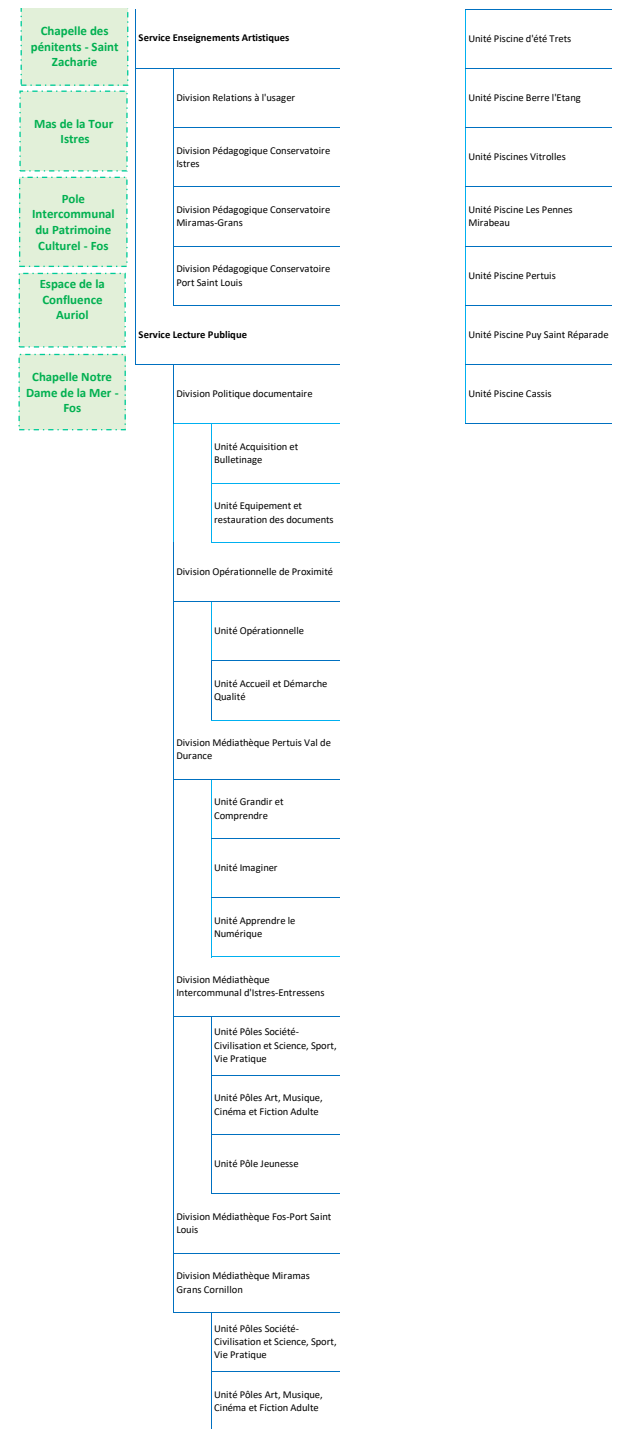 Chapelle des
pénitents - Saint
Zacharie
Mas de la Tour
Istres
Pole
Intercommunal
du Patrimoine
Culturel - Fos
Espace de la
Confluence
Auriol
Chapelle Notre
Dame de la Mer -
Fos
Service Enseignements Artistiques
Division Relations à l'usager
Division Pédagogique Conservatoire
Istres
Division Pédagogique Conservatoire
Miramas-Grans
Division Pédagogique Conservatoire
Port Saint Louis
Service Lecture Publique
Division Politique documentaire
Unité Acquisition et
Bulletinage
Unité Equipement et
restauration des documents
Division Opérationnelle de Proximité
Unité Opérationnelle
Unité Accueil et Démarche
Qualité
Division Médiathèque Pertuis Val de
Durance
Unité Grandir et
Comprendre
Unité Imaginer
Unité Apprendre le
Numérique
Division Médiathèque
Intercommunal d'Istres-Entressens
Unité Pôles Société-
Civilisation et Science, Sport,
Vie Pratique
Unité Pôles Art, Musique,
Cinéma et Fiction Adulte
Unité Pôle Jeunesse
Division Médiathèque Fos-Port Saint
Louis
Division Médiathèque Miramas
Grans Cornillon
Unité Pôles Société-
Civilisation et Science, Sport,
Vie Pratique
Unité Pôles Art, Musique,
Cinéma et Fiction Adulte
Unité Piscine d'été Trets
Unité Piscine Berre l'Etang
Unité Piscines Vitrolles
Unité Piscine Les Pennes
Mirabeau
Unité Piscine Pertuis
Unité Piscine Puy Saint Réparade
Unité Piscine Cassis